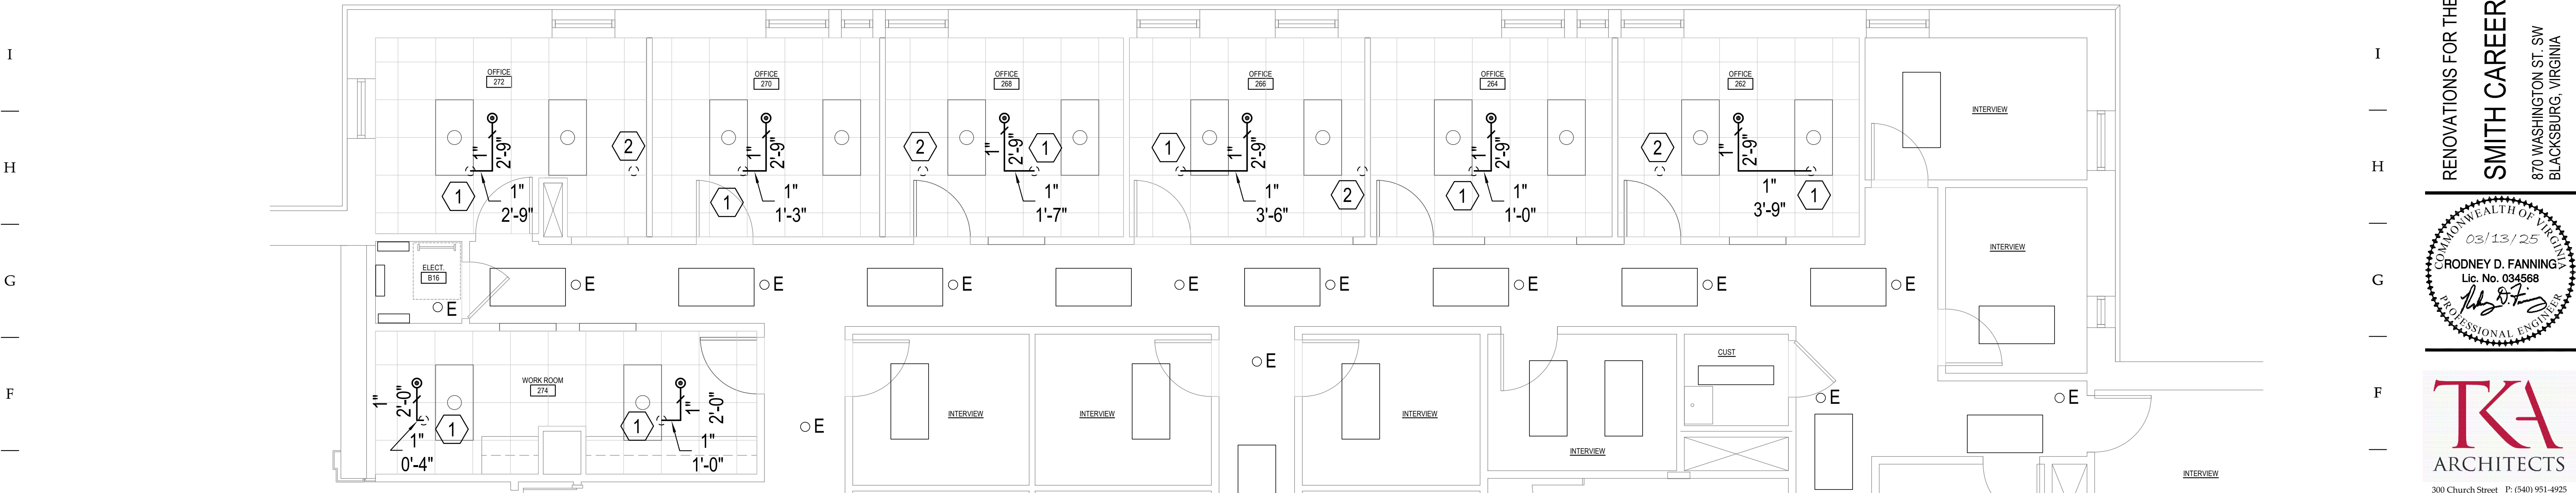 I
H
G
F
OFFICE
272
1"
2'-9"
1
1"
2'-9"
2
OFFICE
270
1"
2'-9"
1
1"
1'-3"
OFFICE
268
2
1"
2'-9"
1
1"
1'-7"
OFFICE
266
1
1"
2'-9"
1"
3'-6"
2
OFFICE
264
1"
2'-9"
1
1"
1'-0"
OFFICE
262
2
1"
2'-9"
1"
3'-9"
1
INTERVIEW
INTERVIEW
ELECT.
B16
E
E
E
E
E
E
E
E
E
WORK ROOM
274
1"
2'-0"
1
1"
0'-4"
1
1"
2'-0"
1"
1'-0"
E
INTERVIEW
INTERVIEW
E
INTERVIEW
INTERVIEW
CUST
E
E
INTERVIEW
I
H
G
F
RENOVATIONS FOR THE
SMITH CAREER
870 WASHINGTON ST. SW
BLACKSBURG, VIRGINIA
COMMONWEALTH OF VIRGINIA
03/13/25
RODNEY D. FANNING
Lic. No. 034568
Rodney D. Fanning
PROFESSIONAL ENGINEER
TKA
ARCHITECTS
300 Church Street P: (540) 951-4925